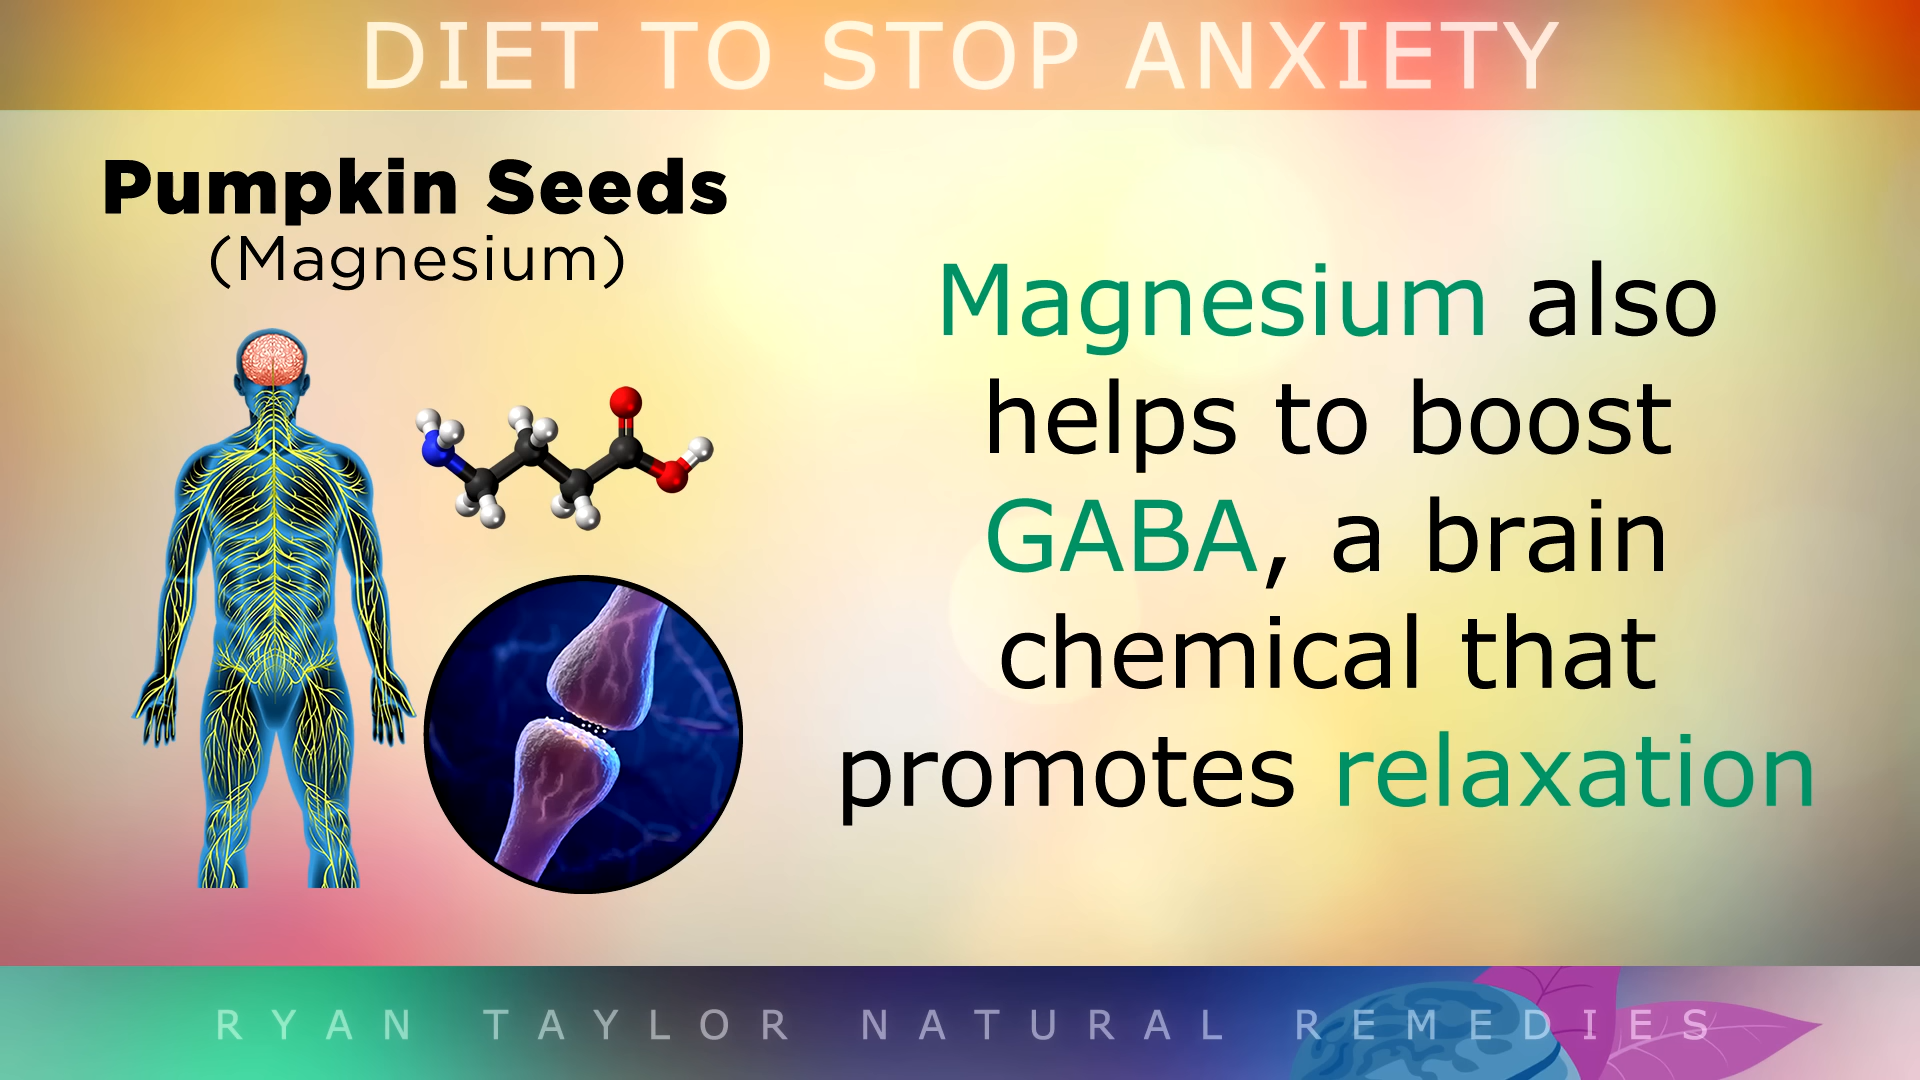 DIET TO STOP ANXIETY
Pumpkin Seeds
(Magnesium)
Magnesium also
helps to boost
GABA, a brain
chemical that
promotes relaxation
RYAN TAYLOR NATURAL REMEDIES